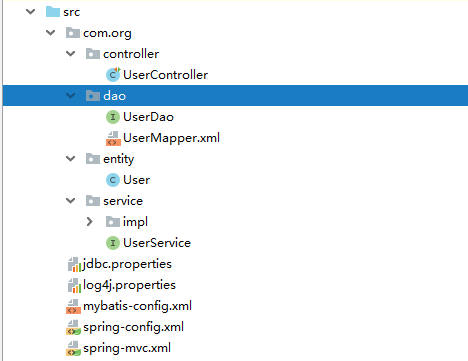 src
com.org
controller
UserController
dao
UserDao
UserMapper.xml
entity
User
service
impl
UserService
jdbc.properties
log4j.properties
mybatis-config.xml
spring-config.xml
spring-mvc.xml